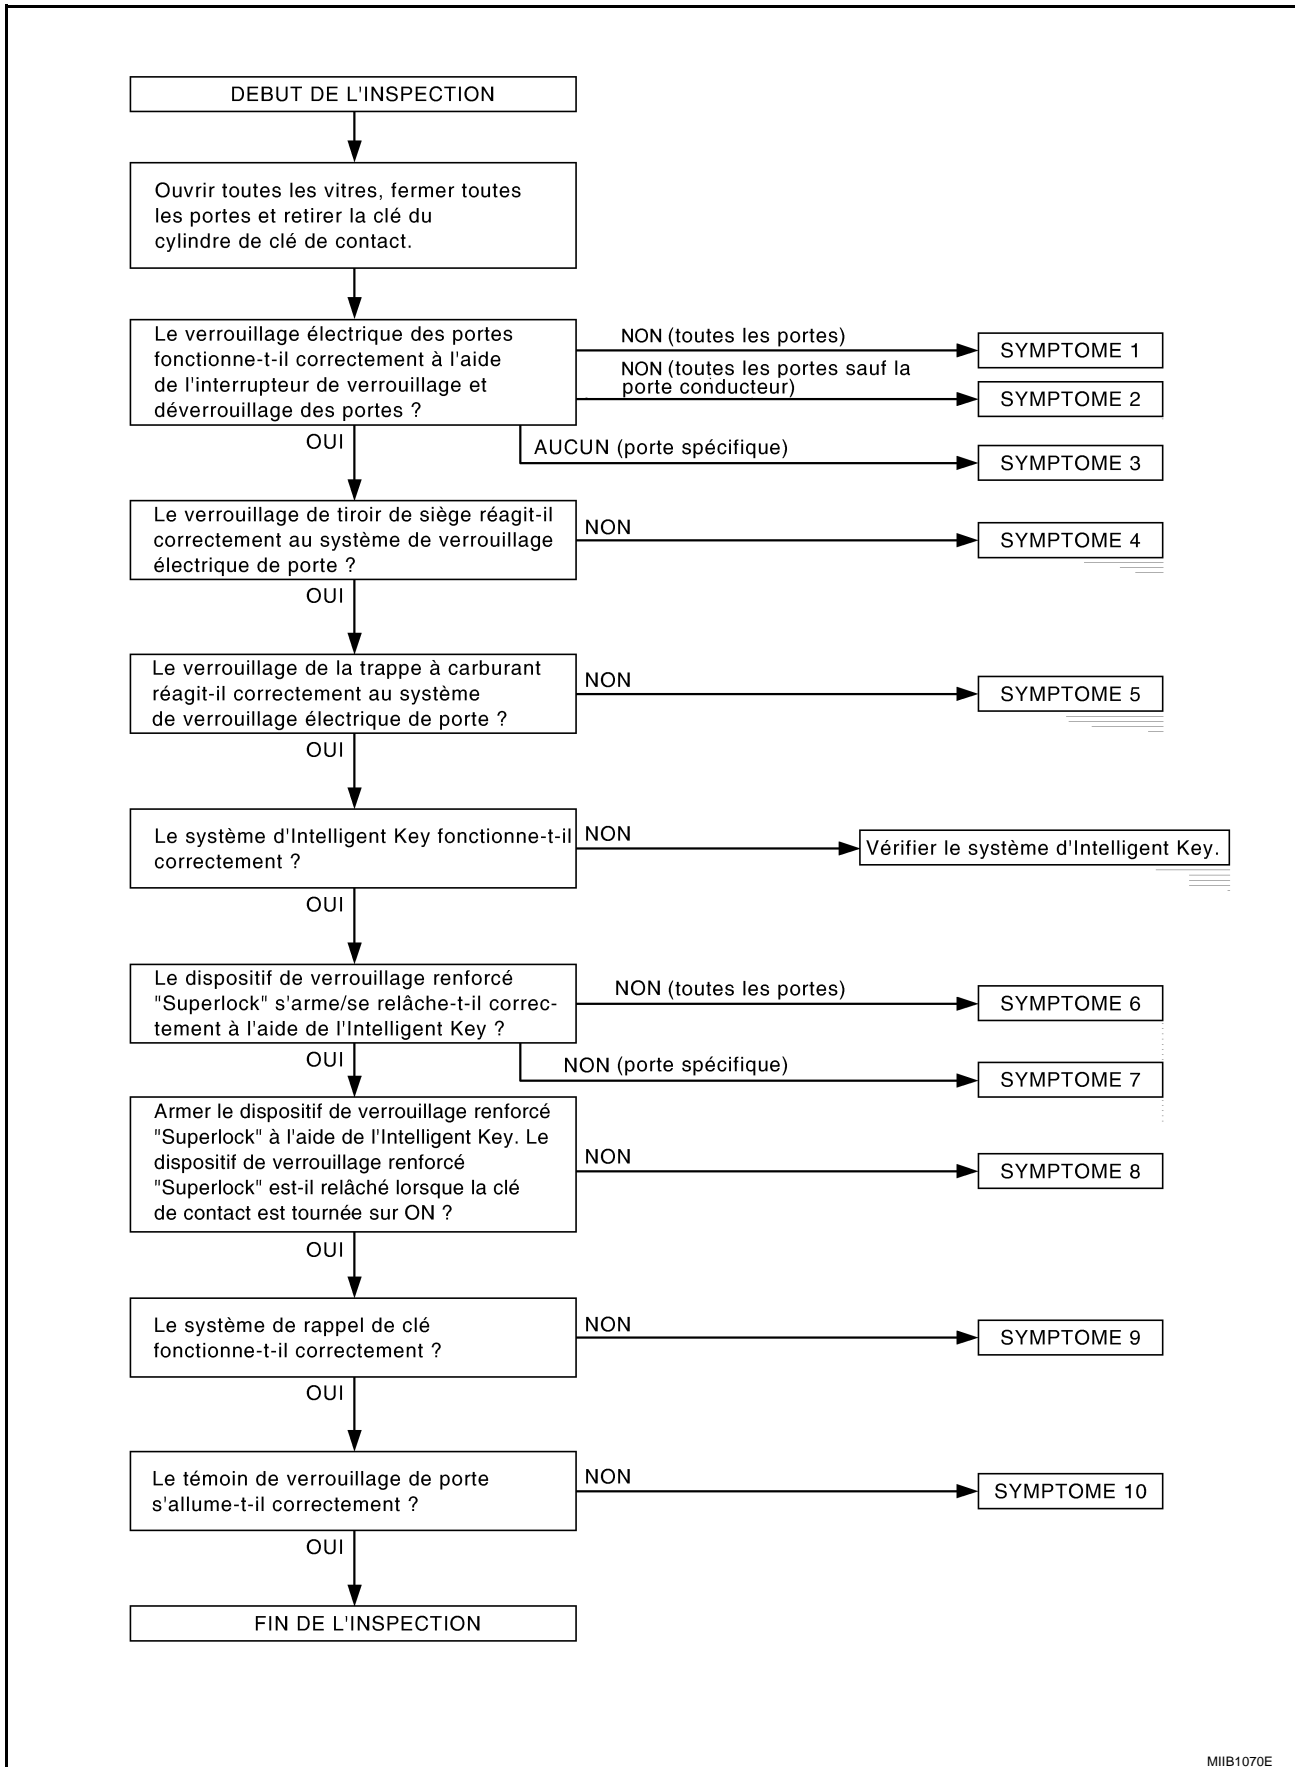 DEBUT DE L'INSPECTION
Ouvrir toutes les vitres, fermer toutes
les portes et retirer la clé du
cylindre de clé de contact.
Le verrouillage électrique des portes
fonctionne-t-il correctement à l'aide
de l'interrupteur de verrouillage et
déverrouillage des portes ?
NON (toutes les portes)
SYMPTOME 1
NON (toutes les portes sauf la
porte conducteur)
SYMPTOME 2
OUI
AUCUN (porte spécifique)
SYMPTOME 3
Le verrouillage de tiroir de siège réagit-il
correctement au système de verrouillage
électrique de porte ?
NON
SYMPTOME 4
OUI
Le verrouillage de la trappe à carburant
réagit-il correctement au système
de verrouillage électrique de porte ?
NON
SYMPTOME 5
OUI
Le système d'Intelligent Key fonctionne-t-il
correctement ?
NON
Vérifier le système d'Intelligent Key.
OUI
Le dispositif de verrouillage renforcé
"Superlock" s'arme/se relâche-t-il correc-
tement à l'aide de l'Intelligent Key ?
NON (toutes les portes)
SYMPTOME 6
OUI
NON (porte spécifique)
SYMPTOME 7
Armer le dispositif de verrouillage renforcé
"Superlock" à l'aide de l'Intelligent Key. Le
dispositif de verrouillage renforcé
"Superlock" est-il relâché lorsque la clé
de contact est tournée sur ON ?
NON
SYMPTOME 8
OUI
Le système de rappel de clé
fonctionne-t-il correctement ?
NON
SYMPTOME 9
OUI
Le témoin de verrouillage de porte
s'allume-t-il correctement ?
NON
SYMPTOME 10
OUI
FIN DE L'INSPECTION
MIIB1070E